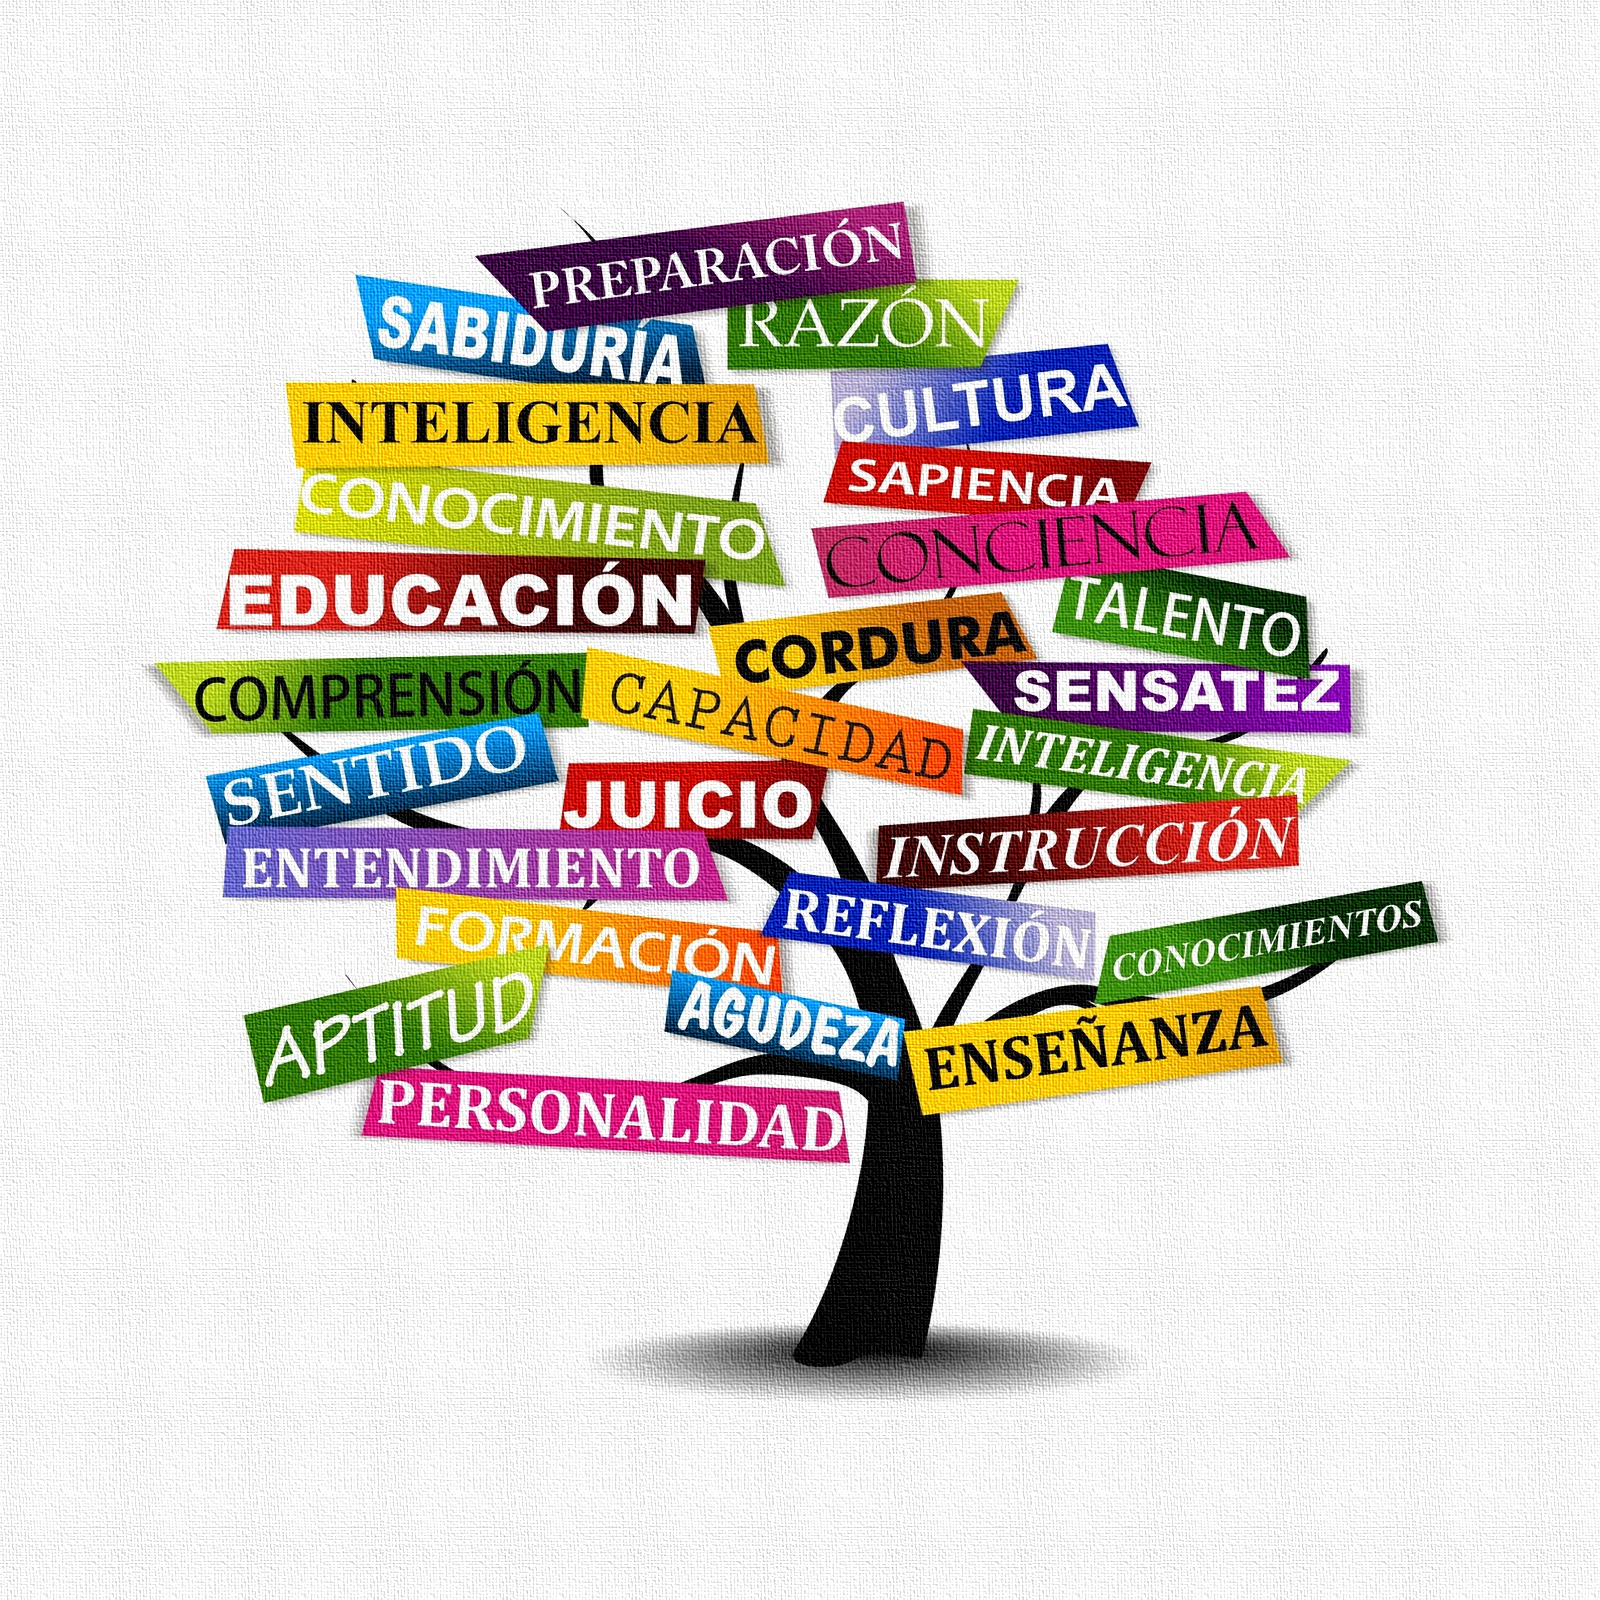 PREPARACIÓN
SABIDURÍA
RAZÓN
INTELIGENCIA
CULTURA
SAPIENCIA
CONOCIMIENTO
CONCIENCIA
EDUCACIÓN
TALENTO
CORDURA
COMPRENSIÓN
CAPACIDAD
SENSATEZ
SENTIDO
INTELIGENCIA
JUICIO
INSTRUCCIÓN
ENTENDIMIENTO
REFLEXIÓN
FORMACIÓN
CONOCIMIENTOS
APTITUD
AGUDEZA
ENSEÑANZA
PERSONALIDAD